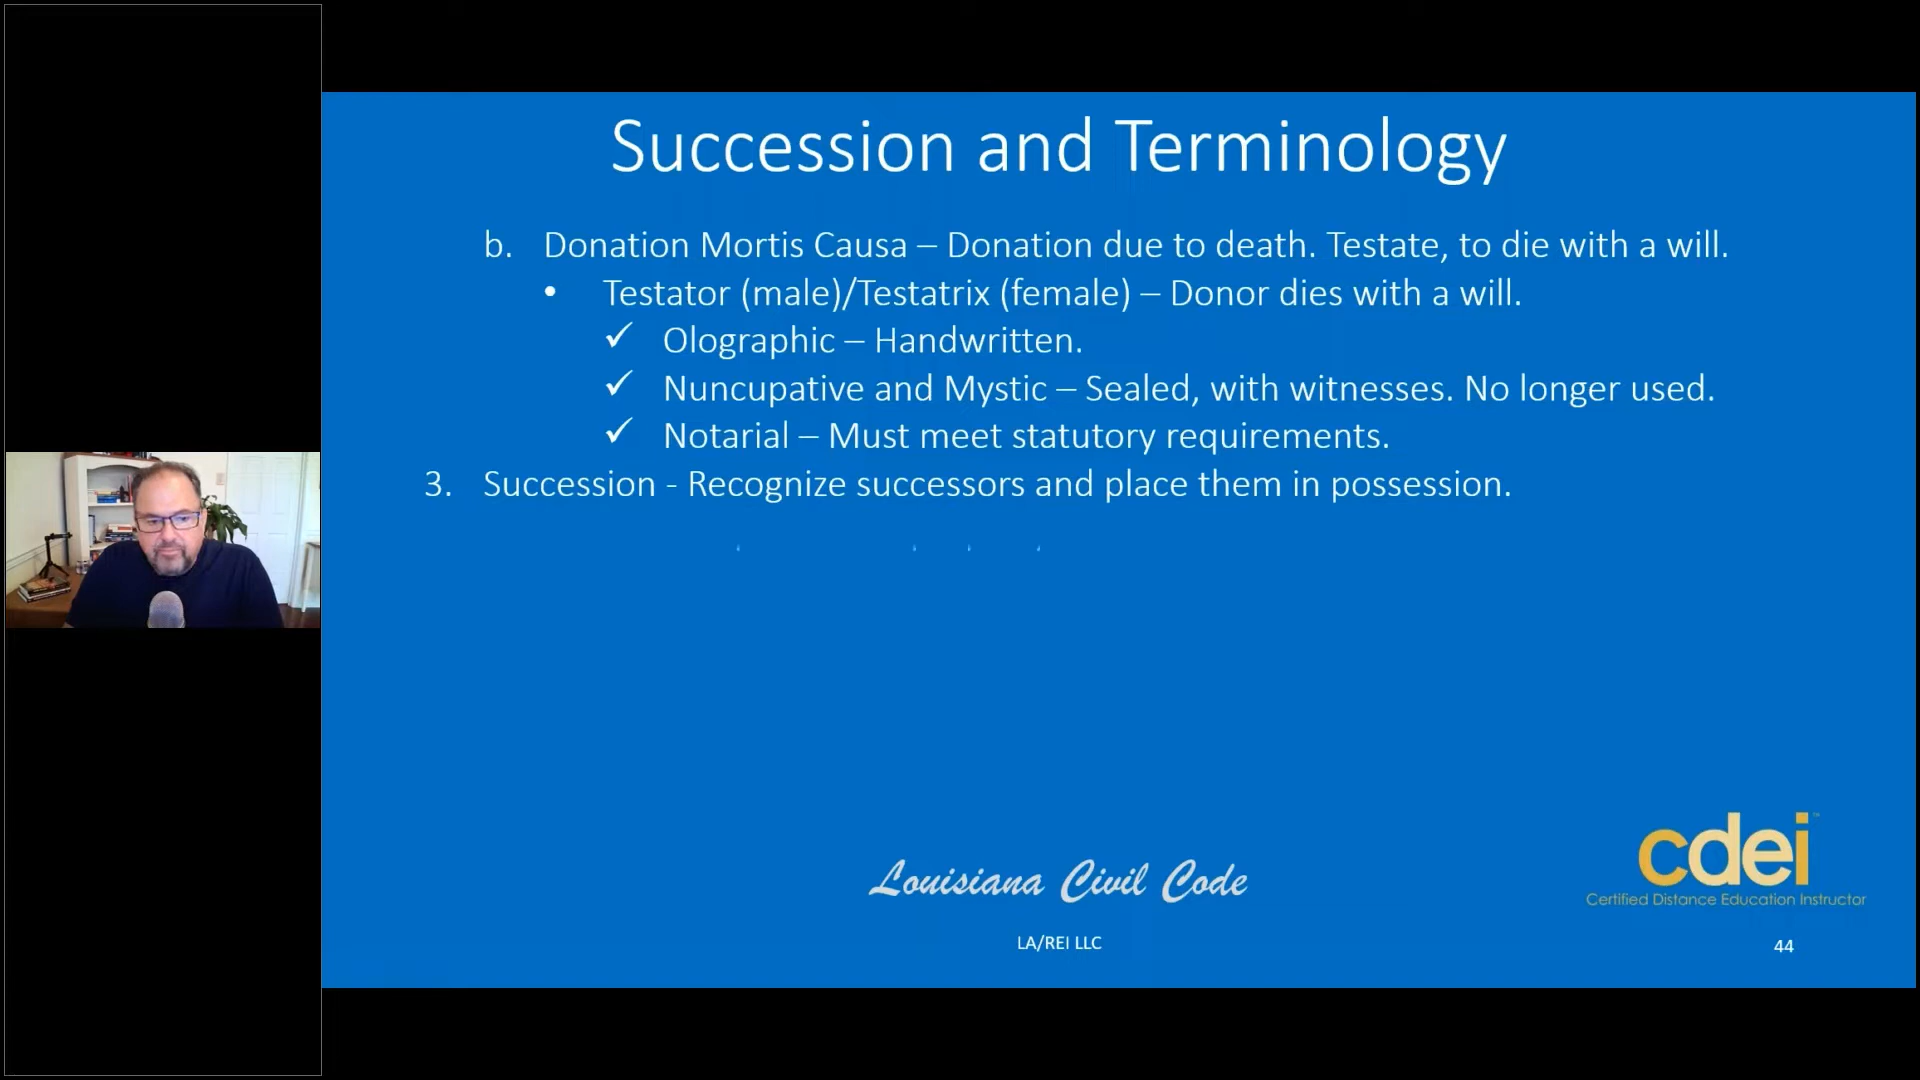 Succession and Terminology
b. Donation Mortis Causa – Donation due to death. Testate, to die with a will.
• Testator (male)/Testatrix (female) – Donor dies with a will.
✓ Olographic – Handwritten.
✓ Nuncupative and Mystic – Sealed, with witnesses. No longer used.
✓ Notarial – Must meet statutory requirements.
3. Succession - Recognize successors and place them in possession.
Louisiana Civil Code
cdei
Certified Distance Education Instructor
LA/REI LLC
44